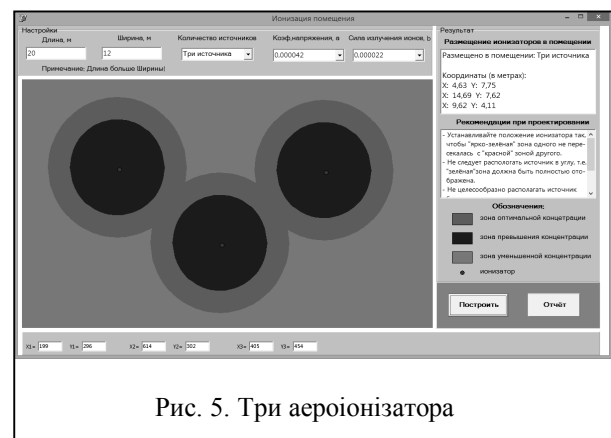 Ионизация помещения
Настройки
Длина, м
Ширина, м
Количество источников
Коэф.напряжения, a
Сила излучения ионов, b
20
12
Три источника
0.000042
0.000022
Примечание: Длина больше Ширины!
Результат
Размещение ионизаторов в помещении
Размещено в помещении: Три источника
Координаты (в метрах):
X: 4,63 Y: 7,75
X: 14,69 Y: 7,62
X: 9,62 Y: 4,11
Рекомендации при проектировании
- Устанавливайте положение ионизатора так,
чтобы "ярко-зелёная" зона одного не пере-
секалась с "красной" зоной другого.
- Не следует распологать источник в углу, т.е.
"зелёная"зона должна быть полностью ото-
бражена.
- Не целесообразно располагать источник
Обозначения:
зона оптимальной концетрации
зона превышения концентрации
зона уменьшенной концентрации
ионизатор
Построить
Отчёт
X1= 199 Y1= 296 X2= 614 Y2= 302 X3= 405 Y3= 454
Рис. 5. Три аероіонізатора